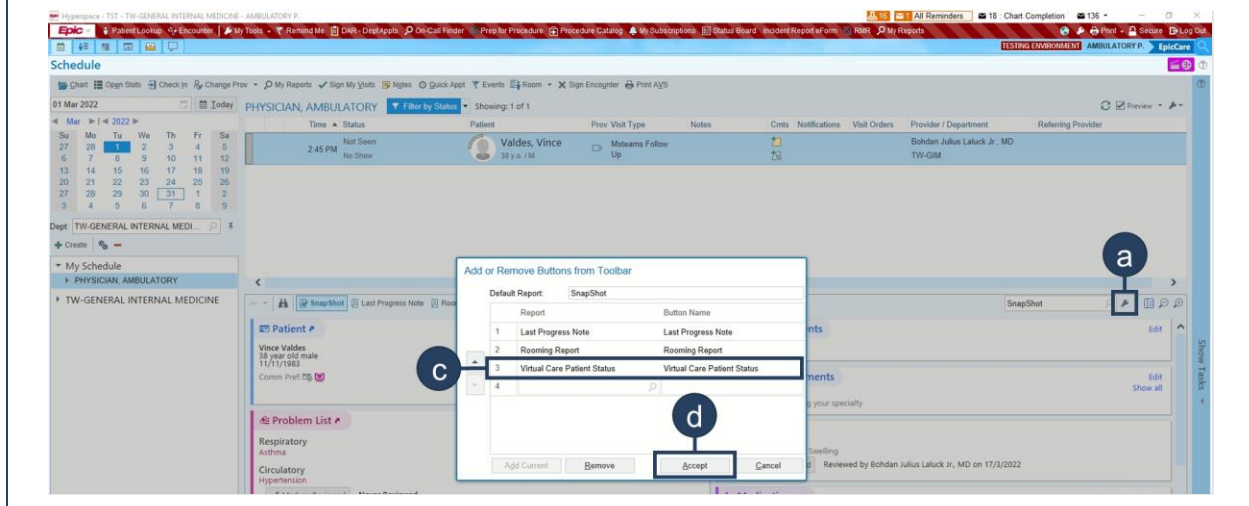 Hyperspace - TST - TW-GENERAL INTERNAL MEDICINE - AMBULATORY P.
16 1 All Reminders 18 : Chart Completion 136
Epic Patient Lookup Encounter My Tools Remind Me DAR - Dept Appts On-Call Finder Prep for Procedure Procedure Catalog My Subscriptions Status Board Incident Report eForm RMR My Reports Print Secure Log Out
TESTING ENVIRONMENT AMBULATORY P. EpicCare
Schedule
Chart Open Slots Check In Change Prov My Reports Sign My Visits Notes Quick Appt Events Room Sign Encounter Print AVS
01 Mar 2022 Today PHYSICIAN, AMBULATORY Filter by Status Showing: 1 of 1 Preview
Mar 2022
Time Status Patient Prov Visit Type Notes Cmts Notifications Visit Orders Provider / Department Referring Provider
Su Mo Tu We Th Fr Sa
27 28 1 2 3 4 5
6 7 8 9 10 11 12
13 14 15 16 17 18 19
20 21 22 23 24 25 26
27 28 29 30 31 1 2
3 4 5 6 7 8 9
2:45 PM Not Seen Valdes, Vince Msteams Follow Bohdan Julius Laluck Jr., MD
No Show 38 y.o. / M Up TW-GIM
Dept: TW-GENERAL INTERNAL MEDI...
Create
My Schedule
PHYSICIAN, AMBULATORY
TW-GENERAL INTERNAL MEDICINE
a
SnapShot Last Progress Note Roo
SnapShot
Patient
Vince Valdes
38 year old male
11/11/1983
Comm Pref:
Problem List
Respiratory
Asthma
Circulatory
Hypertension
Add or Remove Buttons from Toolbar
Default Report: SnapShot
Report Button Name
1 Last Progress Note Last Progress Note
2 Rooming Report Rooming Report
3 Virtual Care Patient Status Virtual Care Patient Status
4
c
d
Add Current Remove Accept Cancel
nts Edit
ments Edit
Show all
g your specialty
Swelling
Reviewed by Bohdan Julius Laluck Jr., MD on 17/3/2022
Show Tasks